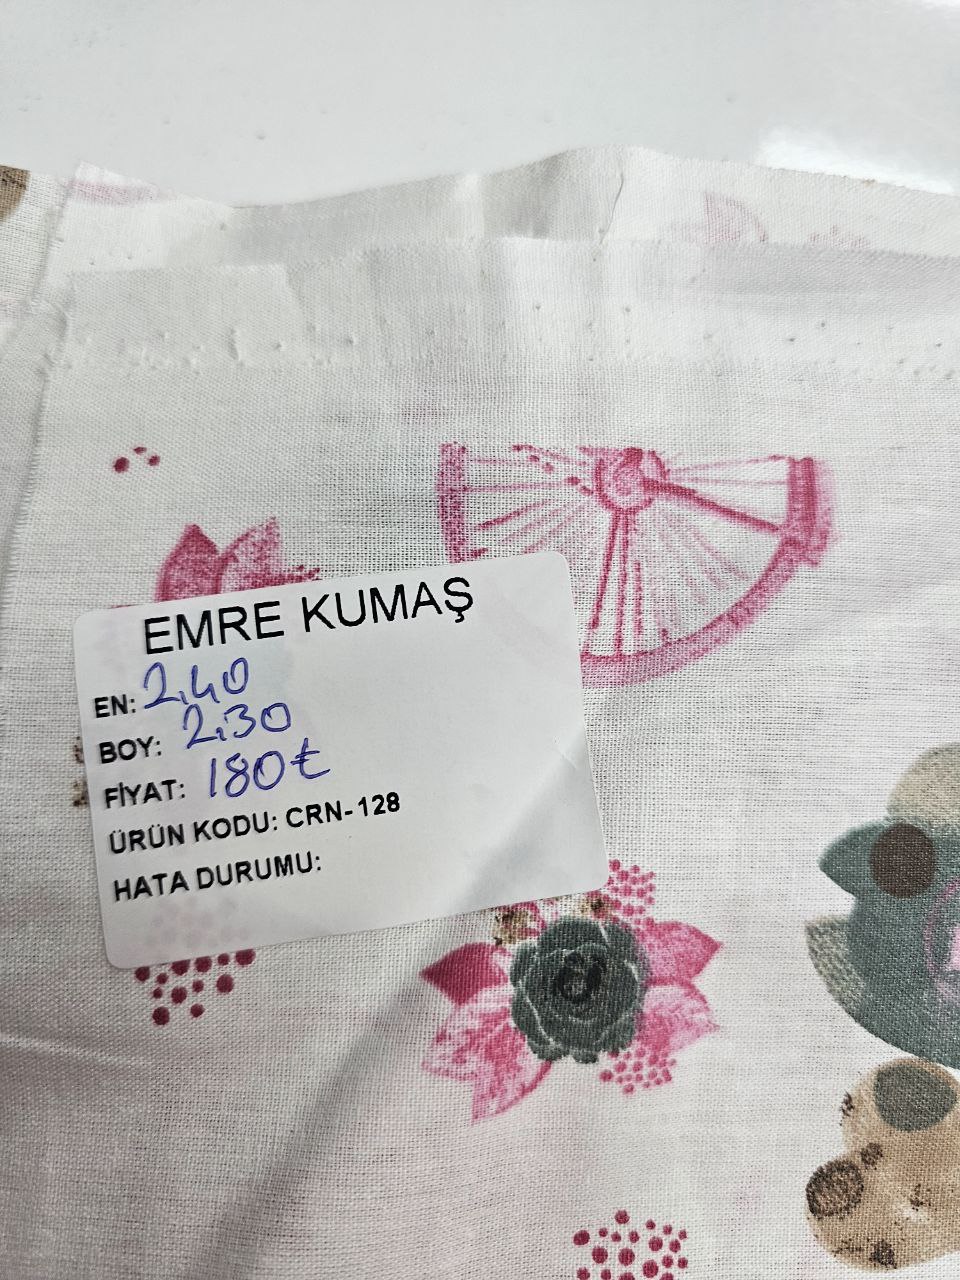 EMRE KUMAŞ
EN: 2,40
BOY: 2,30
FİYAT: 180₺
ÜRÜN KODU: CRN-128
HATA DURUMU: